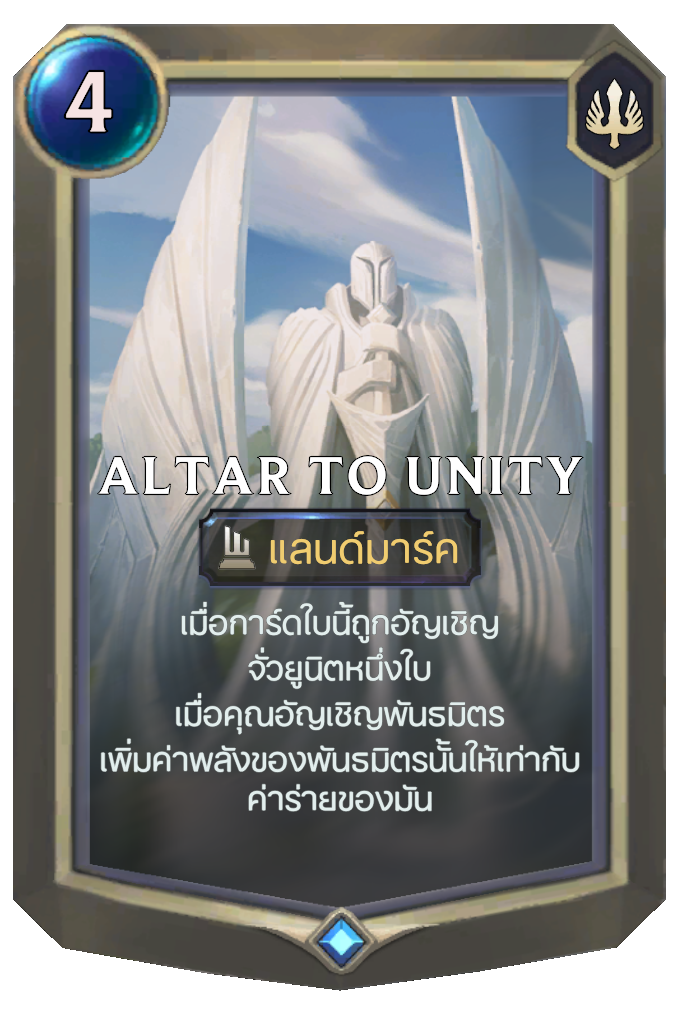 4
ALTAR TO UNITY
แลนด์มาร์ค
เมื่อการ์ดใบนี้ถูกอัญเชิญ
จั่วยูนิตหนึ่งใบ
เมื่อคุณอัญเชิญพันธมิตร
เพิ่มค่าพลังของพันธมิตรนั้นให้เท่ากับ
ค่าร่ายของมัน